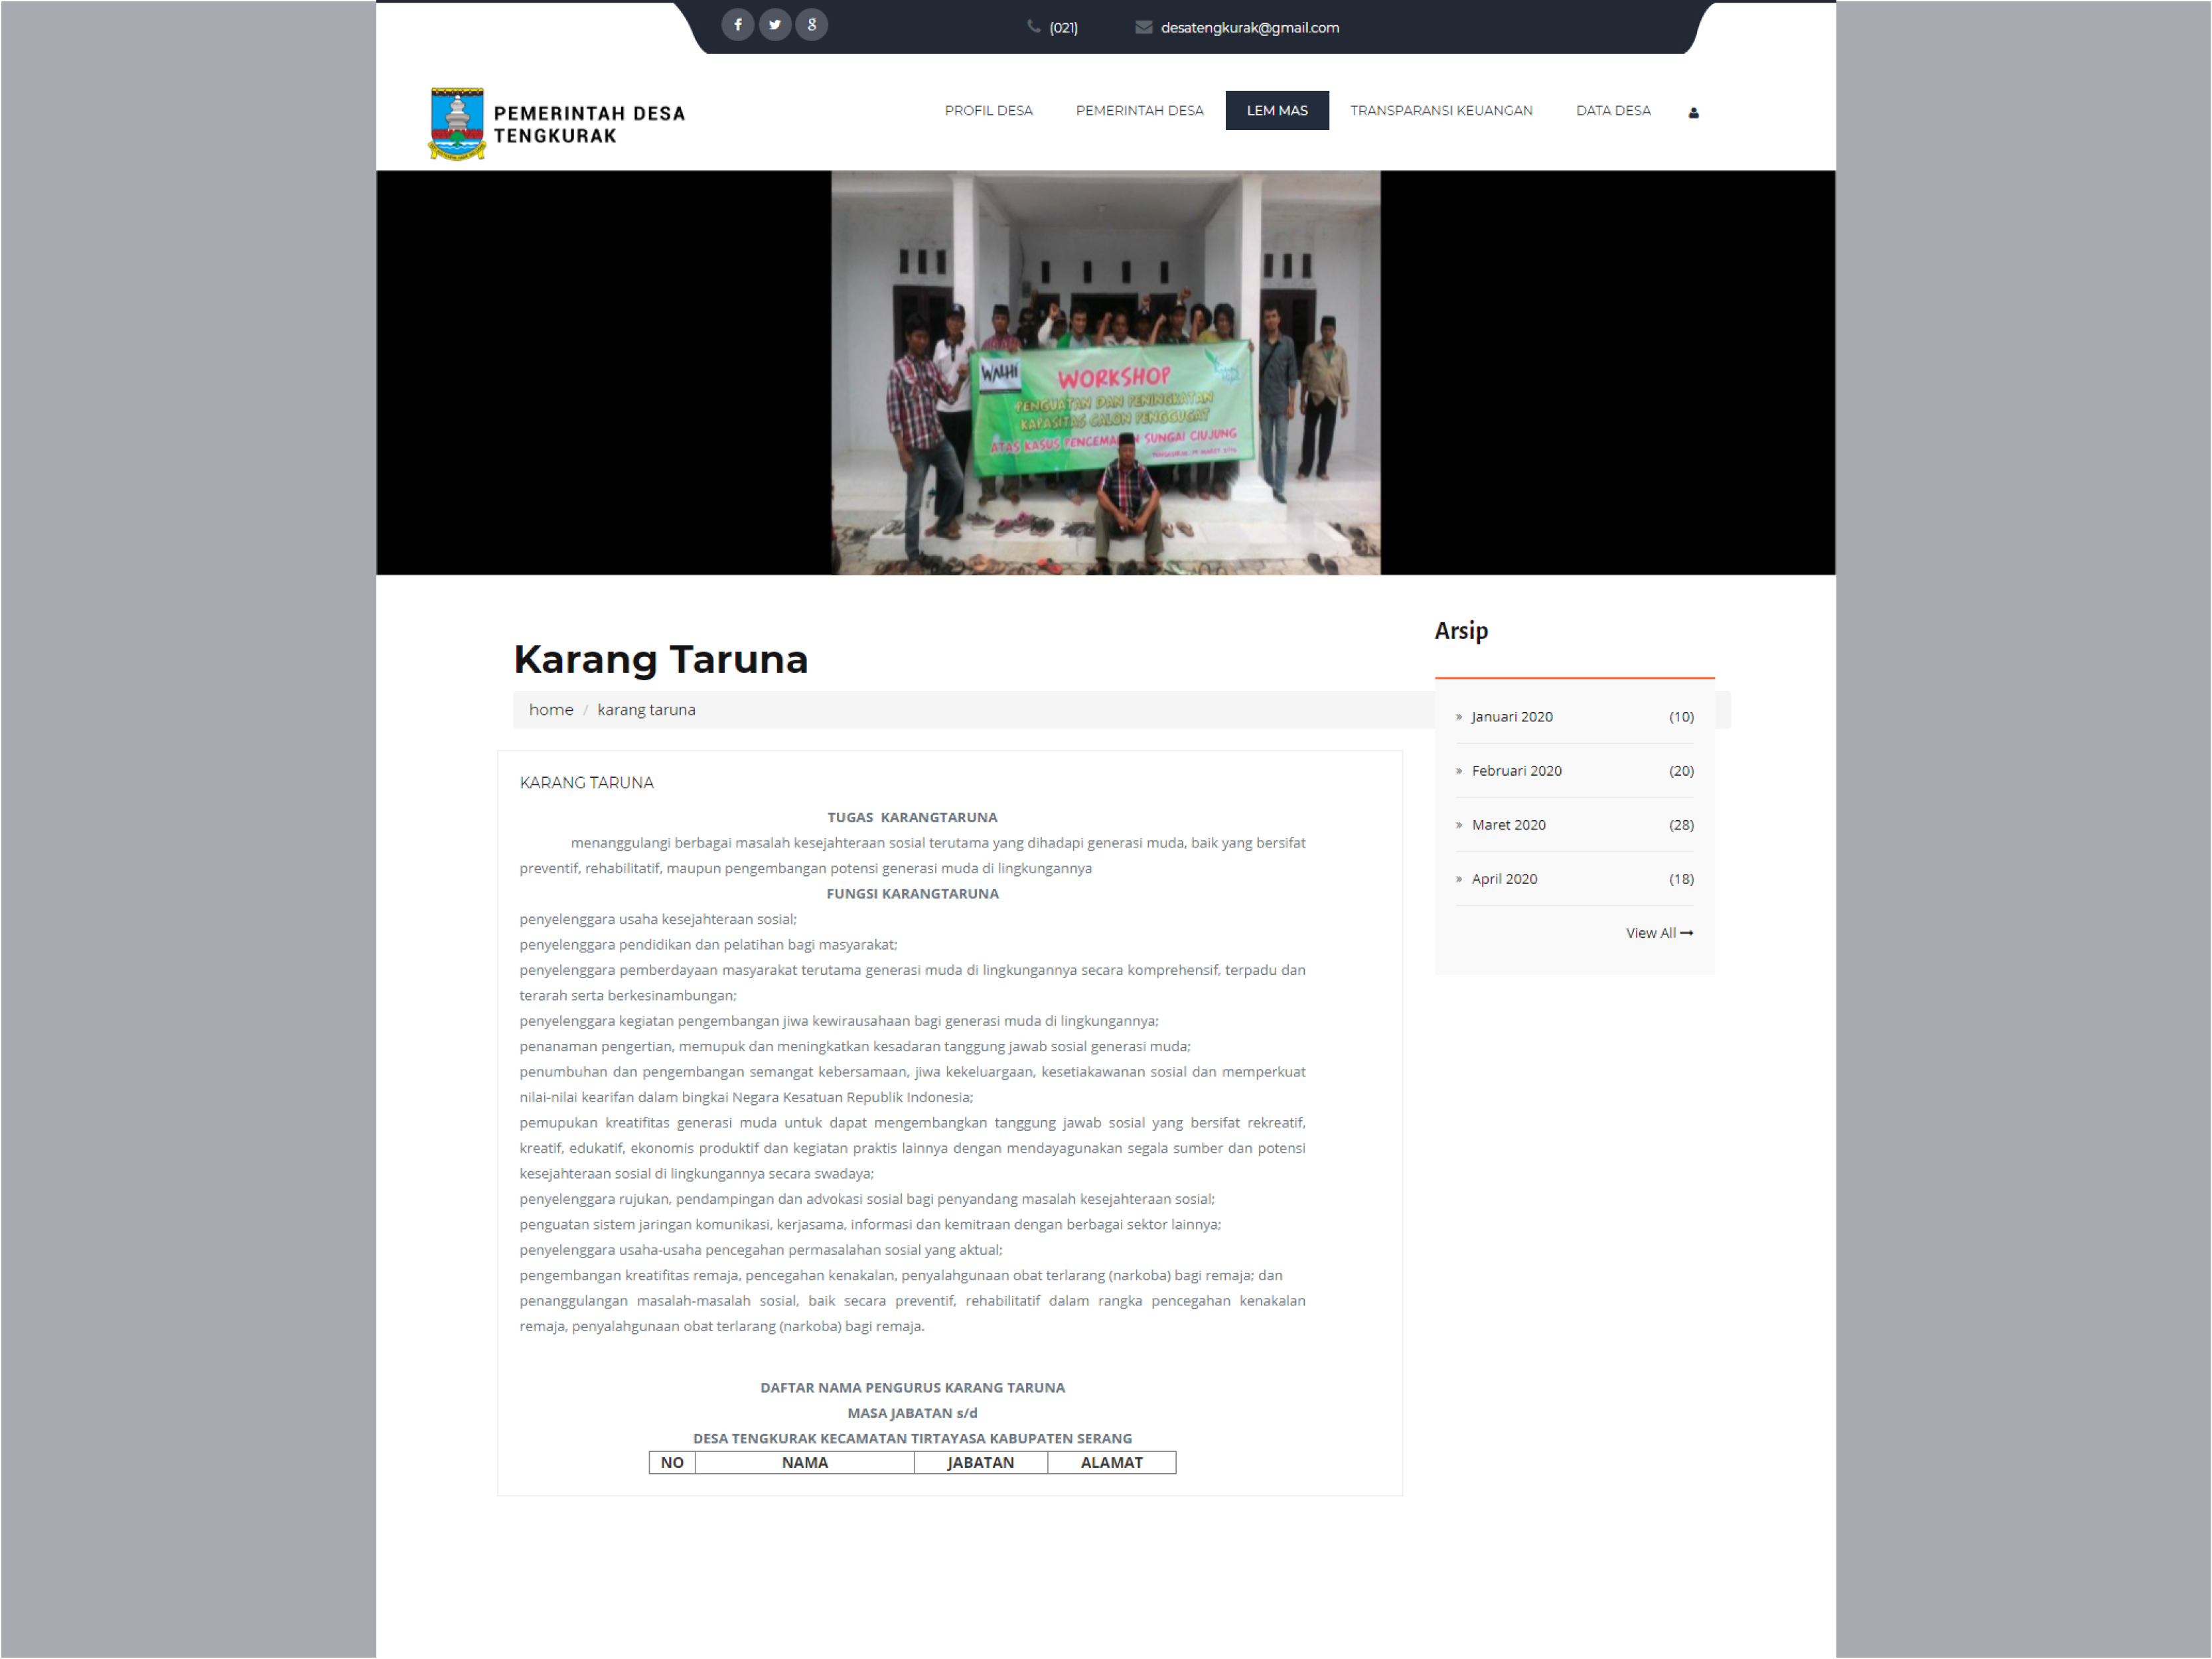 (021)
desatengkurak@gmail.com
PEMERINTAH DESA
TENGKURAK
PROFIL DESA
PEMERINTAH DESA
LEM MAS
TRANSPARANSI KEUANGAN
DATA DESA
WALHI
WORKSHOP
PENGUATAN DAN PENINGKATAN
KAPASITAS CALON PENGGUGAT
ATAS KASUS PENCEMARAN SUNGAI CIUJUNG
Karang Taruna
home / karang taruna
KARANG TARUNA
TUGAS KARANGTARUNA
menanggulangi berbagai masalah kesejahteraan sosial terutama yang dihadapi generasi muda, baik yang bersifat
preventif, rehabilitatif, maupun pengembangan potensi generasi muda di lingkungannya
FUNGSI KARANGTARUNA
penyelenggara usaha kesejahteraan sosial;
penyelenggara pendidikan dan pelatihan bagi masyarakat;
penyelenggara pemberdayaan masyarakat terutama generasi muda di lingkungannya secara komprehensif, terpadu dan
terarah serta berkesinambungan;
penyelenggara kegiatan pengembangan jiwa kewirausahaan bagi generasi muda di lingkungannya;
penanaman pengertian, memupuk dan meningkatkan kesadaran tanggung jawab sosial generasi muda;
penumbuhan dan pengembangan semangat kebersamaan, jiwa kekeluargaan, kesetiakawanan sosial dan memperkuat
nilai-nilai kearifan dalam bingkai Negara Kesatuan Republik Indonesia;
pemupukan kreatifitas generasi muda untuk dapat mengembangkan tanggung jawab sosial yang bersifat rekreatif,
kreatif, edukatif, ekonomis produktif dan kegiatan praktis lainnya dengan mendayagunakan segala sumber dan potensi
kesejahteraan sosial di lingkungannya secara swadaya;
penyelenggara rujukan, pendampingan dan advokasi sosial bagi penyandang masalah kesejahteraan sosial;
penguatan sistem jaringan komunikasi, kerjasama, informasi dan kemitraan dengan berbagai sektor lainnya;
penyelenggara usaha-usaha pencegahan permasalahan sosial yang aktual;
pengembangan kreatifitas remaja, pencegahan kenakalan, penyalahgunaan obat terlarang (narkoba) bagi remaja; dan
penanggulangan masalah-masalah sosial, baik secara preventif, rehabilitatif dalam rangka pencegahan kenakalan
remaja, penyalahgunaan obat terlarang (narkoba) bagi remaja.
DAFTAR NAMA PENGURUS KARANG TARUNA
MASA JABATAN s/d
DESA TENGKURAK KECAMATAN TIRTAYASA KABUPATEN SERANG
NO NAMA JABATAN ALAMAT
Arsip
» Januari 2020 (10)
» Februari 2020 (20)
» Maret 2020 (28)
» April 2020 (18)
View All →